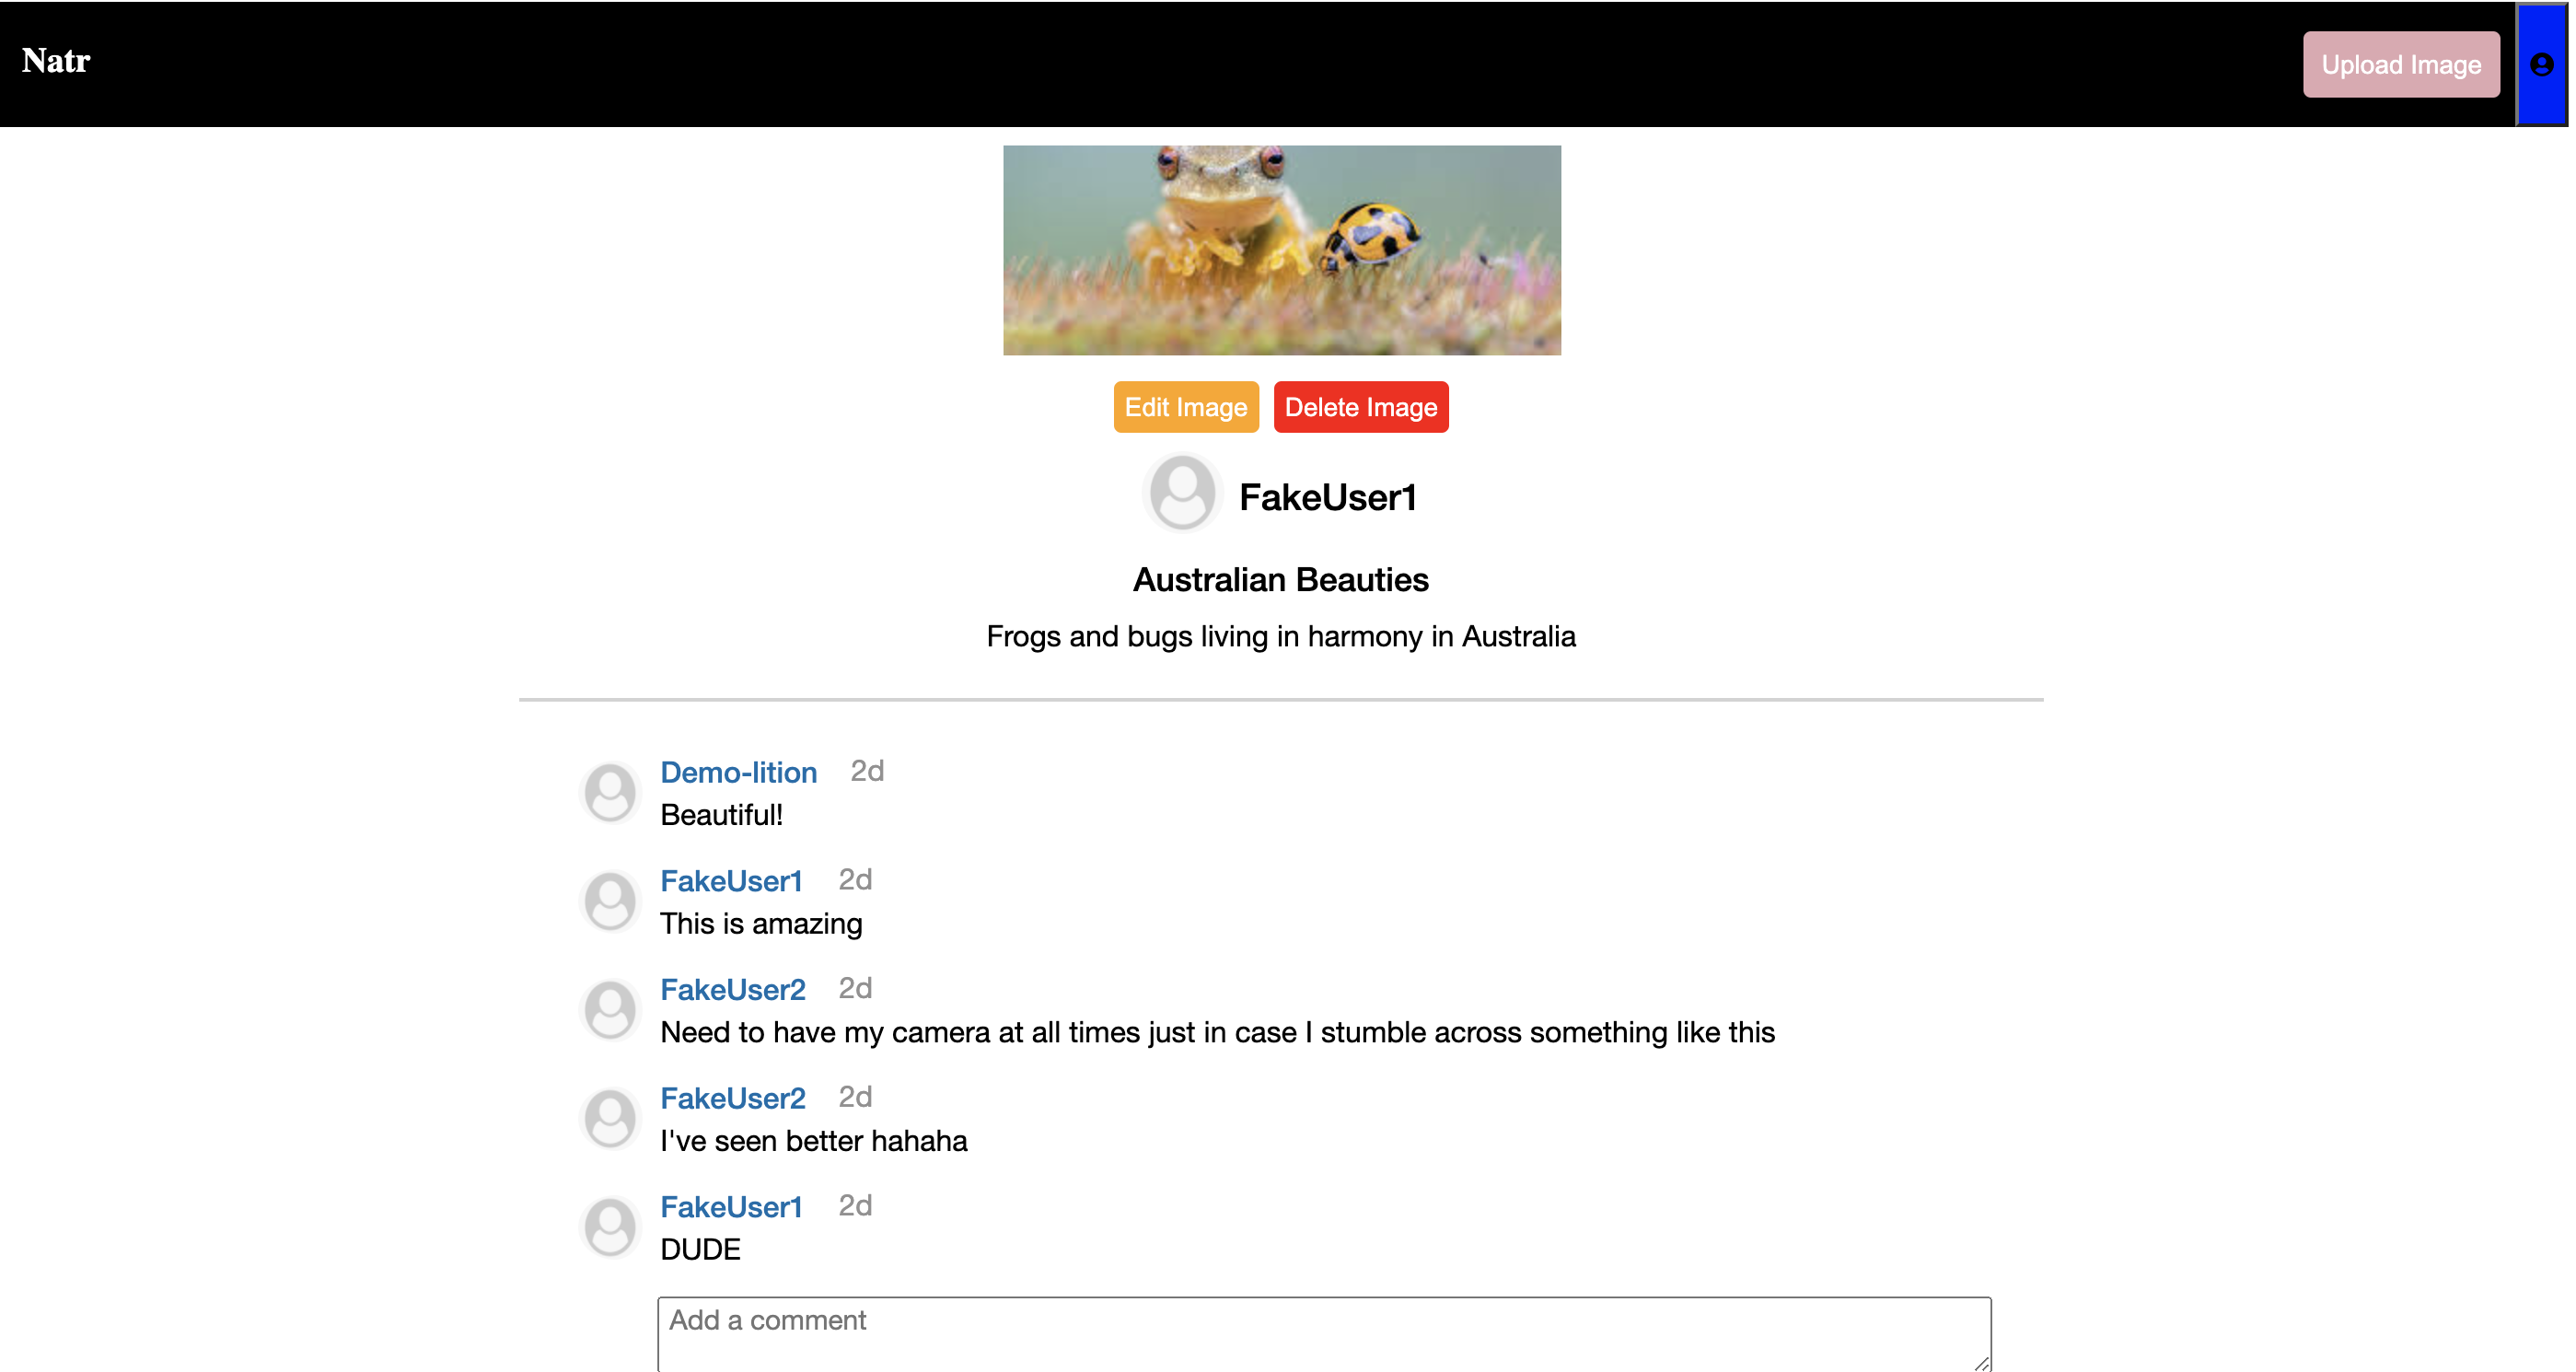 Natr
Upload Image
Edit Image
Delete Image
FakeUser1
Australian Beauties
Frogs and bugs living in harmony in Australia
Demo-lition 2d
Beautiful!
FakeUser1 2d
This is amazing
FakeUser2 2d
Need to have my camera at all times just in case I stumble across something like this
FakeUser2 2d
I've seen better hahaha
FakeUser1 2d
DUDE
Add a comment